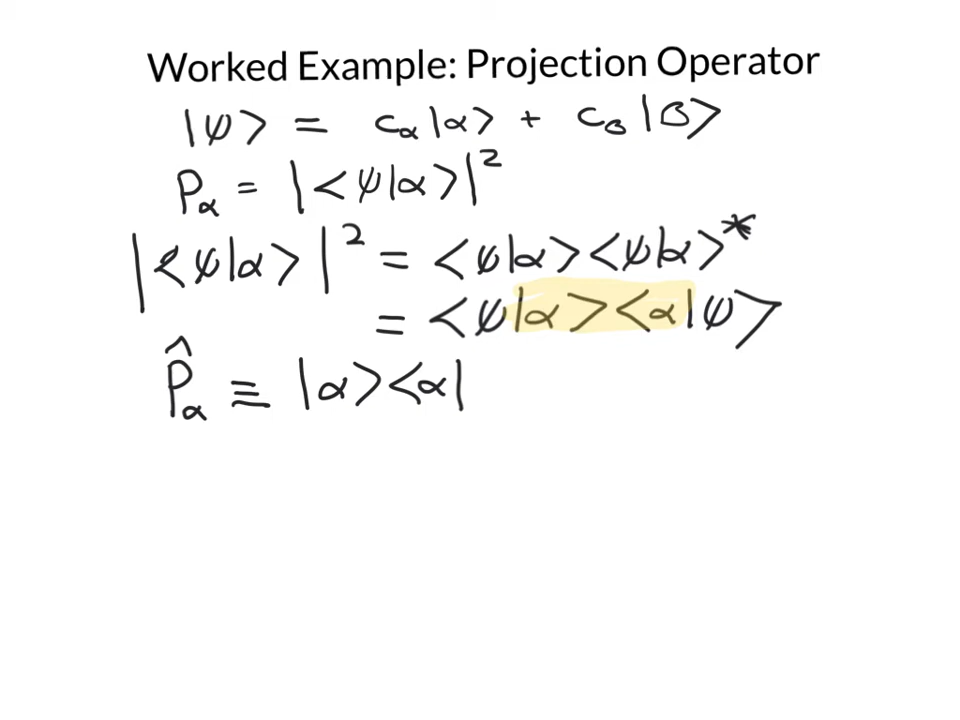 Worked Example: Projection Operator
|ψ> = cα|α> + cβ|β>
Pα = |<ψ|α>|²
|<ψ|α>|² = <ψ|α><ψ|α>*
= <ψ|α><α|ψ>
P̂α ≡ |α><α|